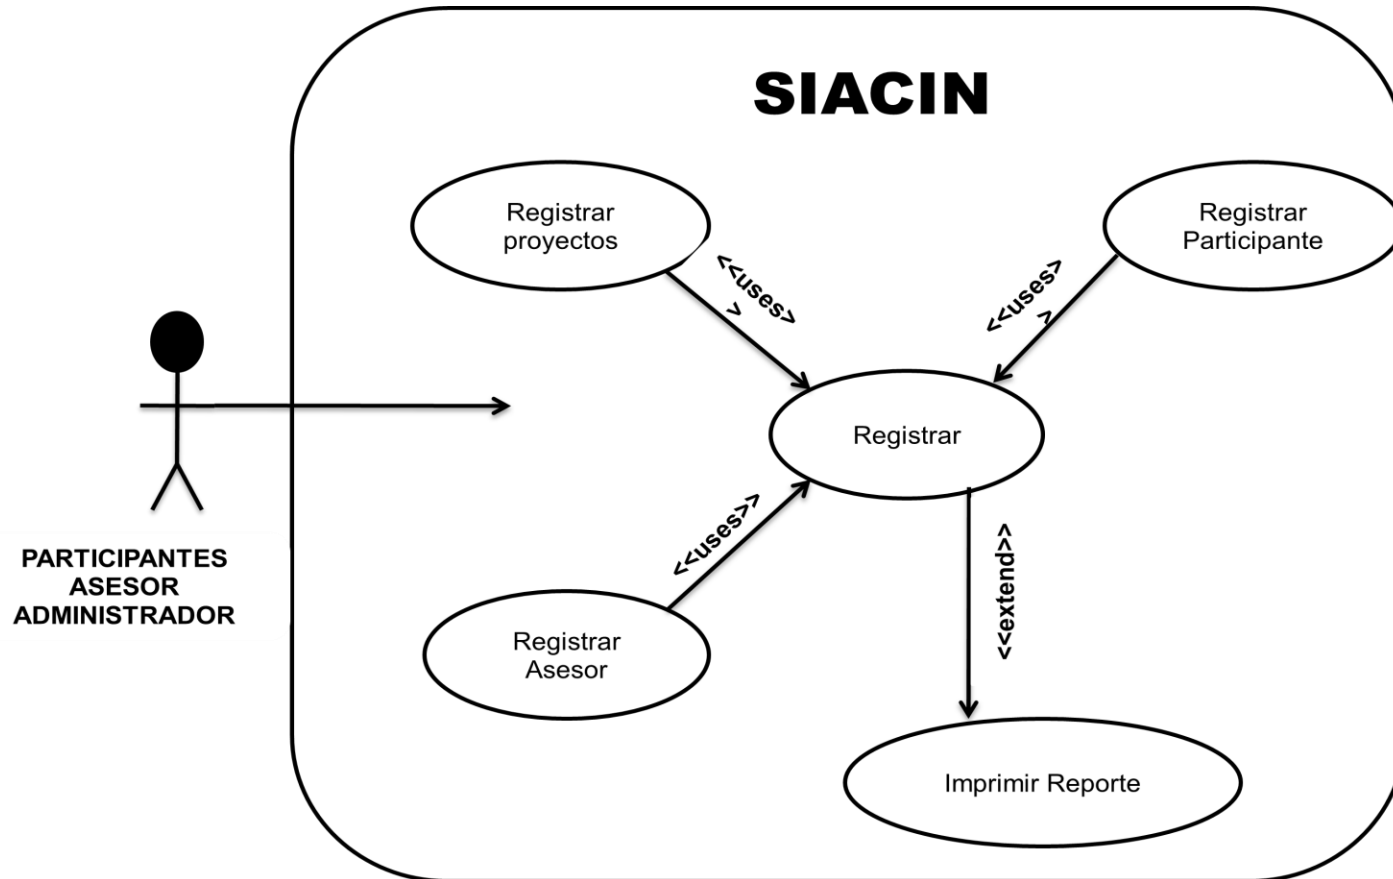 SIACIN
Registrar
proyectos
Registrar
Participante
<<uses>
>
<<uses>
>
Registrar
<<uses>>
<<extend>>
PARTICIPANTES
ASESOR
ADMINISTRADOR
Registrar
Asesor
Imprimir Reporte